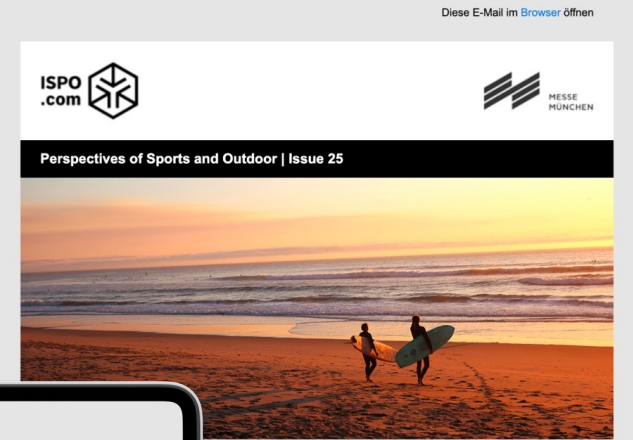 Diese E-Mail im Browser öffnen
ISPO
.com
MESSE
MÜNCHEN
Perspectives of Sports and Outdoor | Issue 25